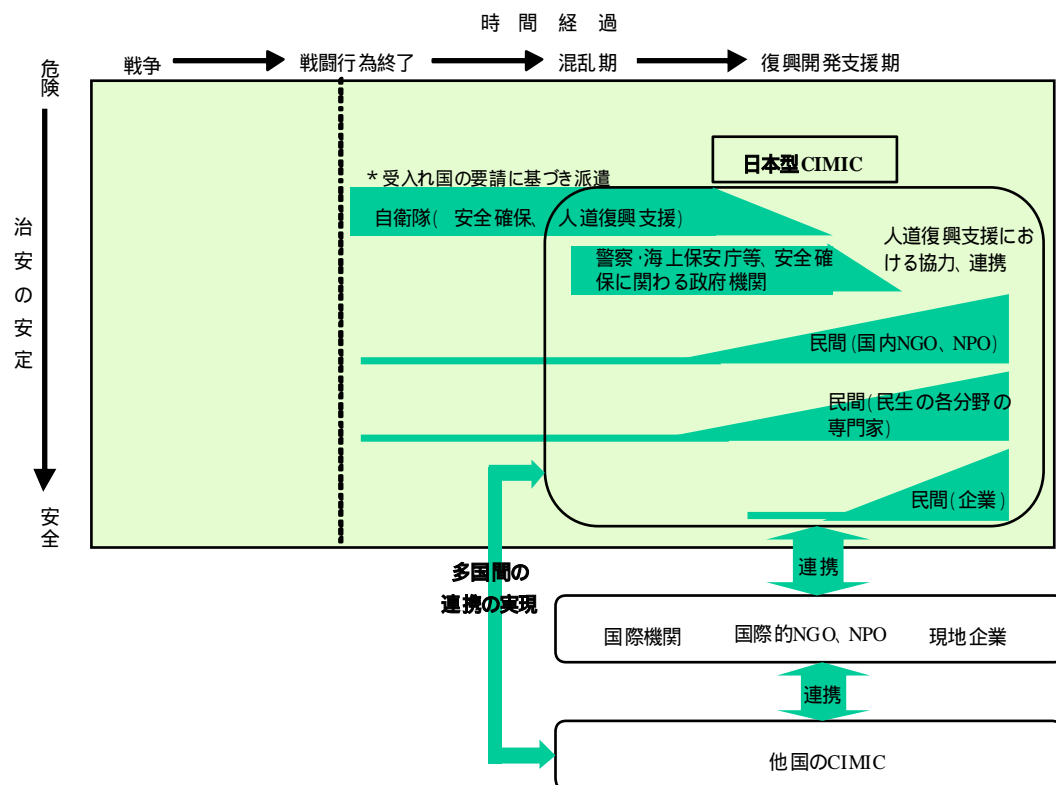 時間経過
戦争
戦闘行為終了
混乱期
復興開発支援期
危険
治安の安定
安全
日本型CIMIC
*受入れ国の要請に基づき派遣
自衛隊( 安全確保、 人道復興支援)
警察・海上保安庁等、安全確
保に関わる政府機関
人道復興支援にお
ける協力、連携
民間(国内NGO、NPO)
民間(民生の各分野の
専門家)
民間(企業)
多国間の
連携の実現
連携
国際機関
国際的NGO、NPO
現地企業
連携
他国のCIMIC